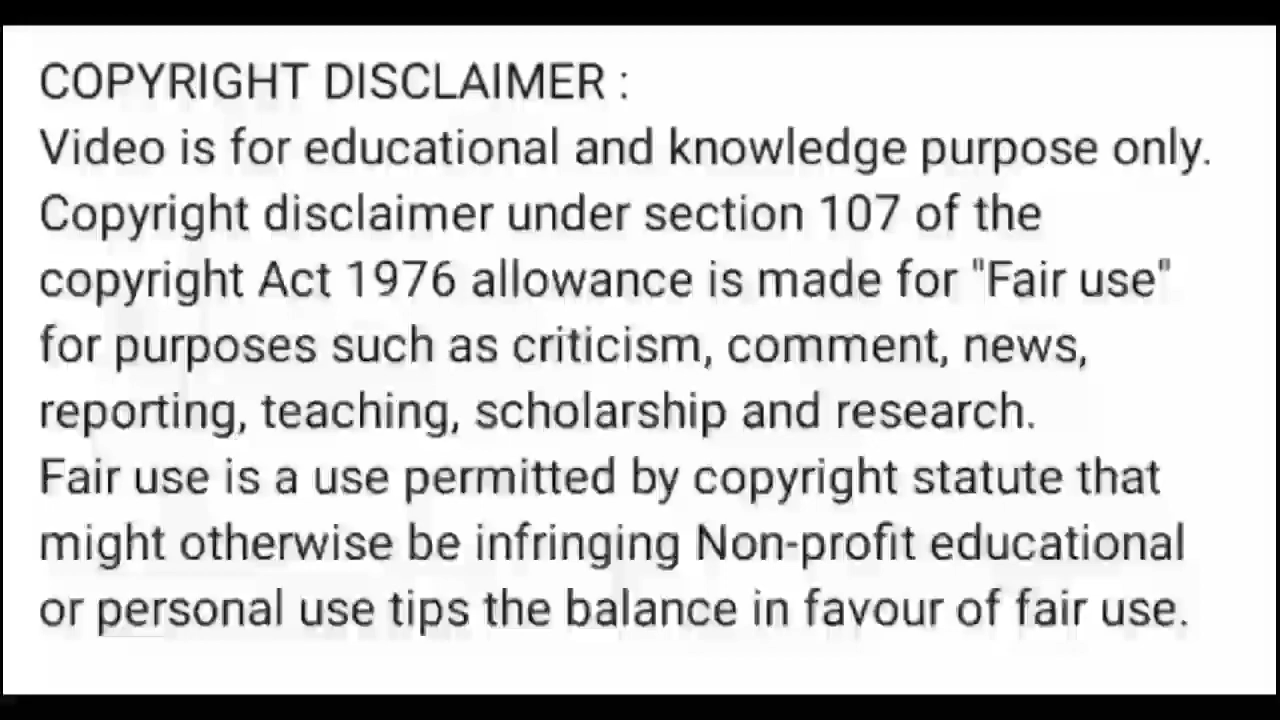 COPYRIGHT DISCLAIMER :
Video is for educational and knowledge purpose only.
Copyright disclaimer under section 107 of the
copyright Act 1976 allowance is made for "Fair use"
for purposes such as criticism, comment, news,
reporting, teaching, scholarship and research.
Fair use is a use permitted by copyright statute that
might otherwise be infringing Non-profit educational
or personal use tips the balance in favour of fair use.